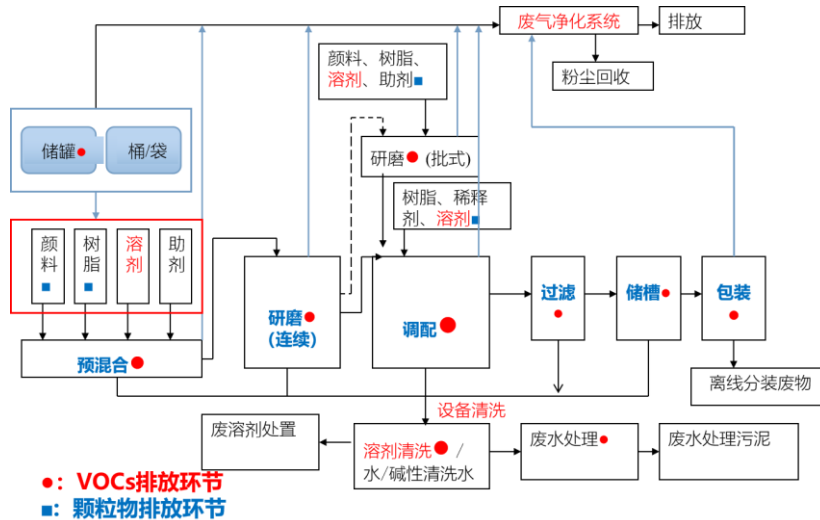 废气净化系统
排放
颜料、树脂、
溶剂、助剂■
粉尘回收
储罐●
桶/袋
研磨● (批式)
树脂、稀释
剂、溶剂■
颜料■
树脂■
溶剂
助剂
研磨●
(连续)
调配●
过滤●
储槽●
包装●
预混合●
离线分装废物
设备清洗
废溶剂处置
溶剂清洗● /
水/碱性清洗水
废水处理●
废水处理污泥
●：VOCs排放环节
■：颗粒物排放环节